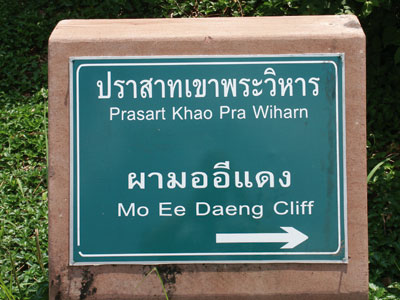 ปราสาทเขาพระวิหาร
Prasart Khao Pra Wiharn
ผามออีแดง
Mo Ee Daeng Cliff